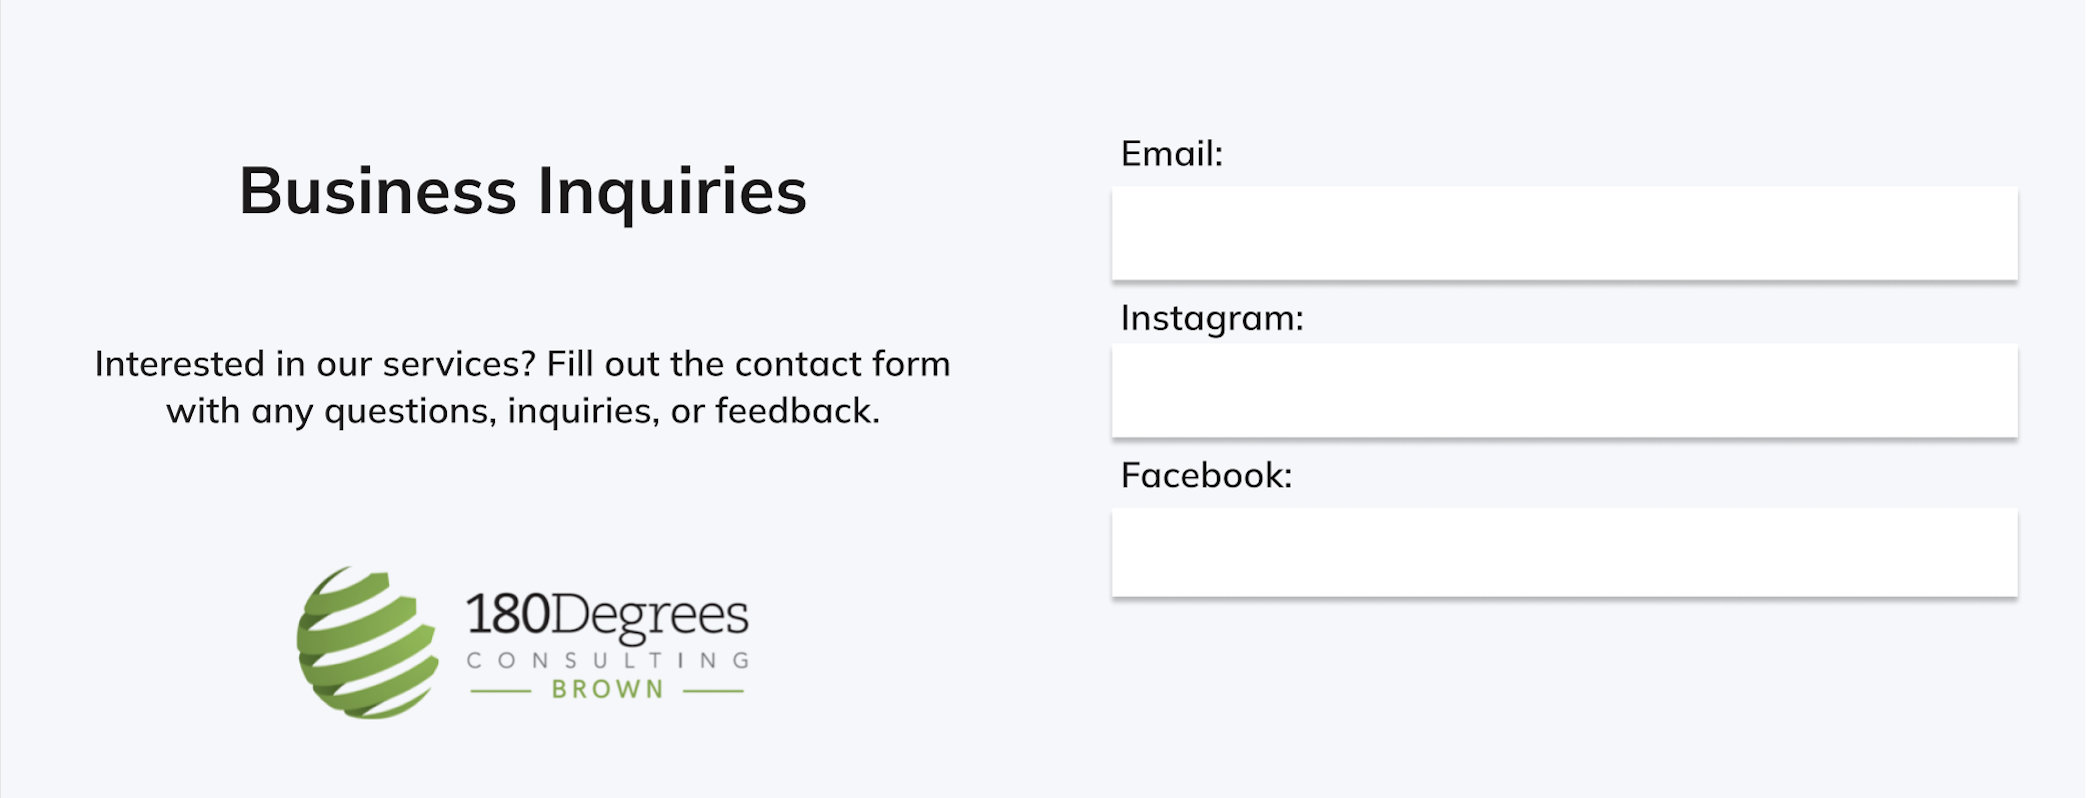 Business Inquiries
Interested in our services? Fill out the contact form
with any questions, inquiries, or feedback.
180Degrees
CONSULTING
BROWN
Email:
Instagram:
Facebook: